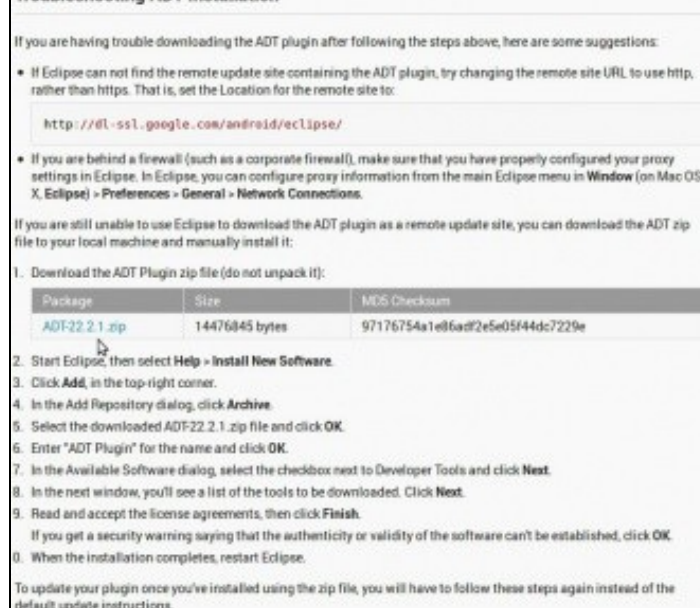 Troubleshooting ADT Installation
If you are having trouble downloading the ADT plugin after following the steps above, here are some suggestions:
• If Eclipse can not find the remote update site containing the ADT plugin, try changing the remote site URL to use http,
rather than https. That is, set the Location for the remote site to:
http://dl-ssl.google.com/android/eclipse/
• If you are behind a firewall (such as a corporate firewall), make sure that you have properly configured your proxy
settings in Eclipse. In Eclipse, you can configure proxy information from the main Eclipse menu in Window (on Mac OS
X, Eclipse) > Preferences > General > Network Connections.
If you are still unable to use Eclipse to download the ADT plugin as a remote update site, you can download the ADT zip
file to your local machine and manually install it:
1. Download the ADT Plugin zip file (do not unpack it):
Package Size MD5 Checksum
ADT-22.2.1.zip 14476845 bytes 97176754a1e86adf2e5e05f44dc7229e
2. Start Eclipse, then select Help > Install New Software.
3. Click Add, in the top-right corner.
4. In the Add Repository dialog, click Archive.
5. Select the downloaded ADT-22.2.1.zip file and click OK.
6. Enter "ADT Plugin" for the name and click OK.
7. In the Available Software dialog, select the checkbox next to Developer Tools and click Next.
8. In the next window, you'll see a list of the tools to be downloaded. Click Next.
9. Read and accept the license agreements, then click Finish.
If you get a security warning saying that the authenticity or validity of the software can't be established, click OK.
0. When the installation completes, restart Eclipse.
To update your plugin once you've installed using the zip file, you will have to follow these steps again instead of the
default update instructions.